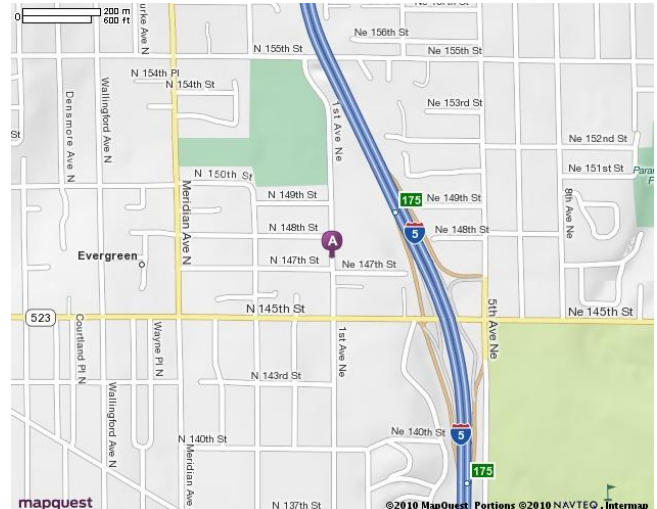 0
200 m
600 ft
N 155th St
Ne 156th St
Ne 155th St
N 154th Pl
N 154th St
Densmore Ave N
Wallingford Ave N
Meridian Ave N
1st Ave Ne
Ne 153rd St
St
Ne 152nd St
Ne 151st St
N 150th St
N 149th St
175
Ne 149th St
8th Ave Ne
N 148th St
A
5
Ne 148th St
Evergreen
N 147th St
Ne 147th St
523
N 145th St
Ne 145th St
5th Ave Ne
Courtland Pl N
Wayne Pl N
1st Ave Ne
Wallingford Ave N
N 143rd St
N 140th St
Meridian Ave N
Ne 140th St
5
175
N 137th St
mapquest
©2010 MapQuest Portions ©2010 NAVTEQ, Intermap